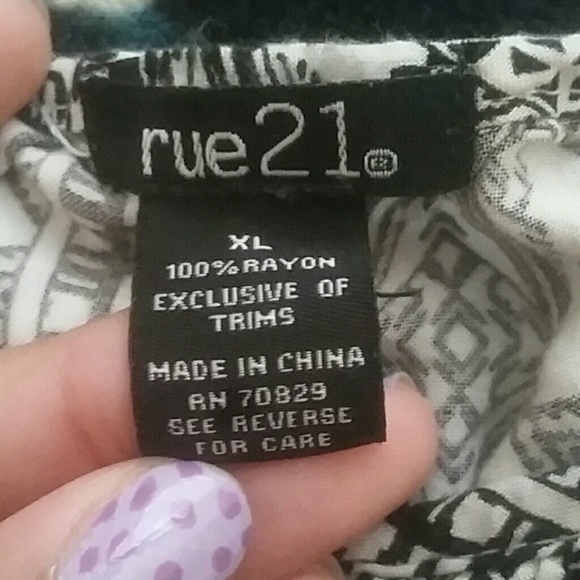 rue21®
XL
100% RAYON
EXCLUSIVE OF
TRIMS
MADE IN CHINA
RN 70829
SEE REVERSE
FOR CARE